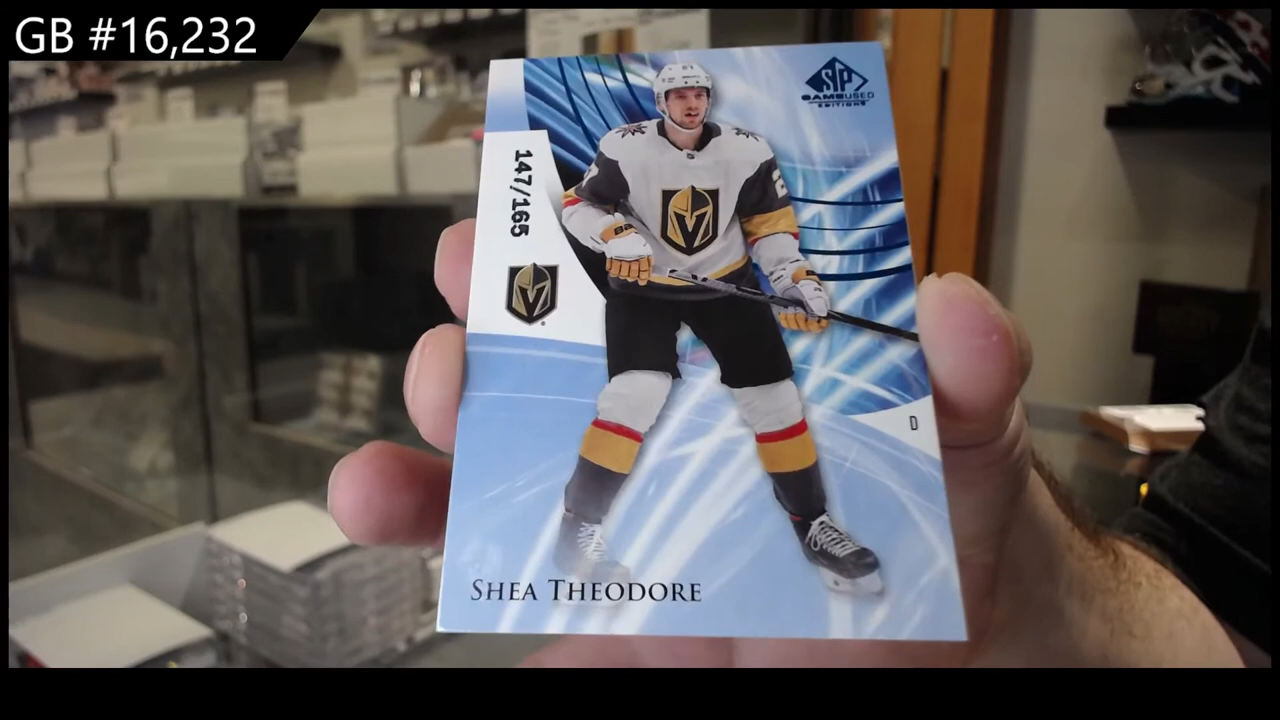 GB #16,232
SP
GAME USED
EDITION
147/165
D
SHEA THEODORE